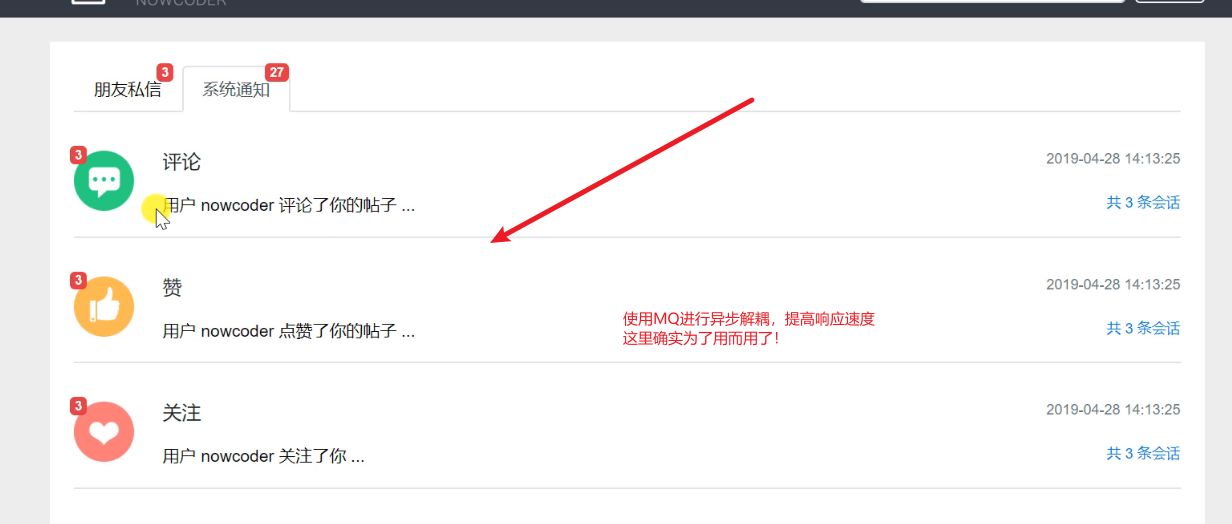 NOWCODER
朋友私信 3
系统通知 27
3
评论
2019-04-28 14:13:25
用户 nowcoder 评论了你的帖子 ...
共 3 条会话
3
赞
2019-04-28 14:13:25
用户 nowcoder 点赞了你的帖子 ...
共 3 条会话
使用MQ进行异步解耦，提高响应速度
这里确实为了用而用了！
3
关注
2019-04-28 14:13:25
用户 nowcoder 关注了你 ...
共 3 条会话